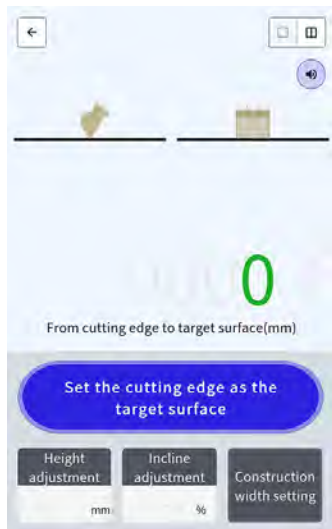 0
From cutting edge to target surface(mm)
Set the cutting edge as the
target surface
Height
adjustment
mm
Incline
adjustment
%
Construction
width setting